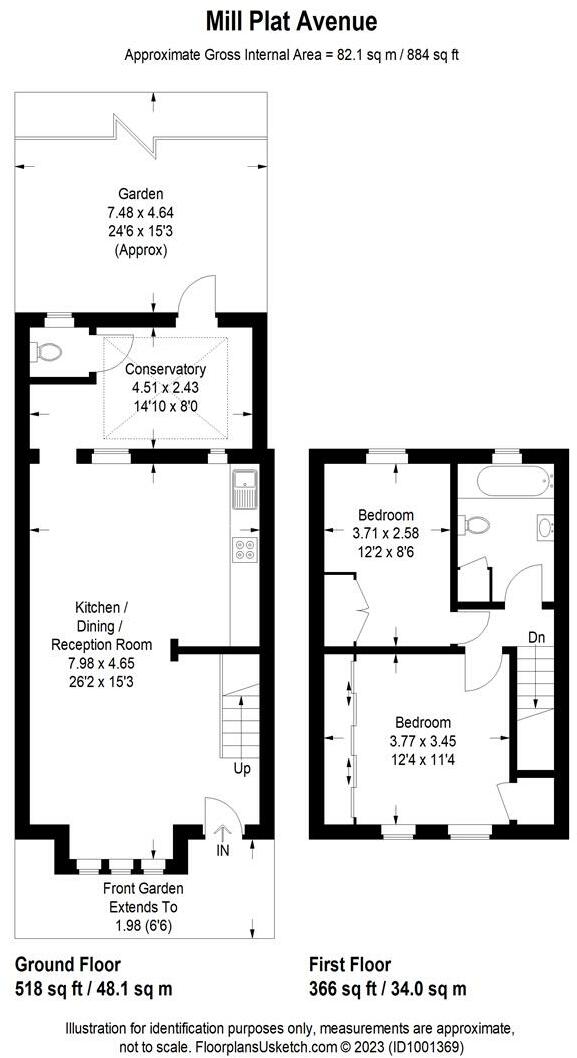 Mill Plat Avenue
Approximate Gross Internal Area = 82.1 sq m / 884 sq ft
Garden
7.48 x 4.64
24'6 x 15'3
(Approx)
Conservatory
4.51 x 2.43
14'10 x 8'0
Kitchen /
Dining /
Reception Room
7.98 x 4.65
26'2 x 15'3
Up
IN
Front Garden
Extends To
1.98 (6'6)
Bedroom
3.71 x 2.58
12'2 x 8'6
Dn
Bedroom
3.77 x 3.45
12'4 x 11'4
Ground Floor
518 sq ft / 48.1 sq m
First Floor
366 sq ft / 34.0 sq m
Illustration for identification purposes only, measurements are approximate,
not to scale. FloorplansUsketch.com © 2023 (ID1001369)